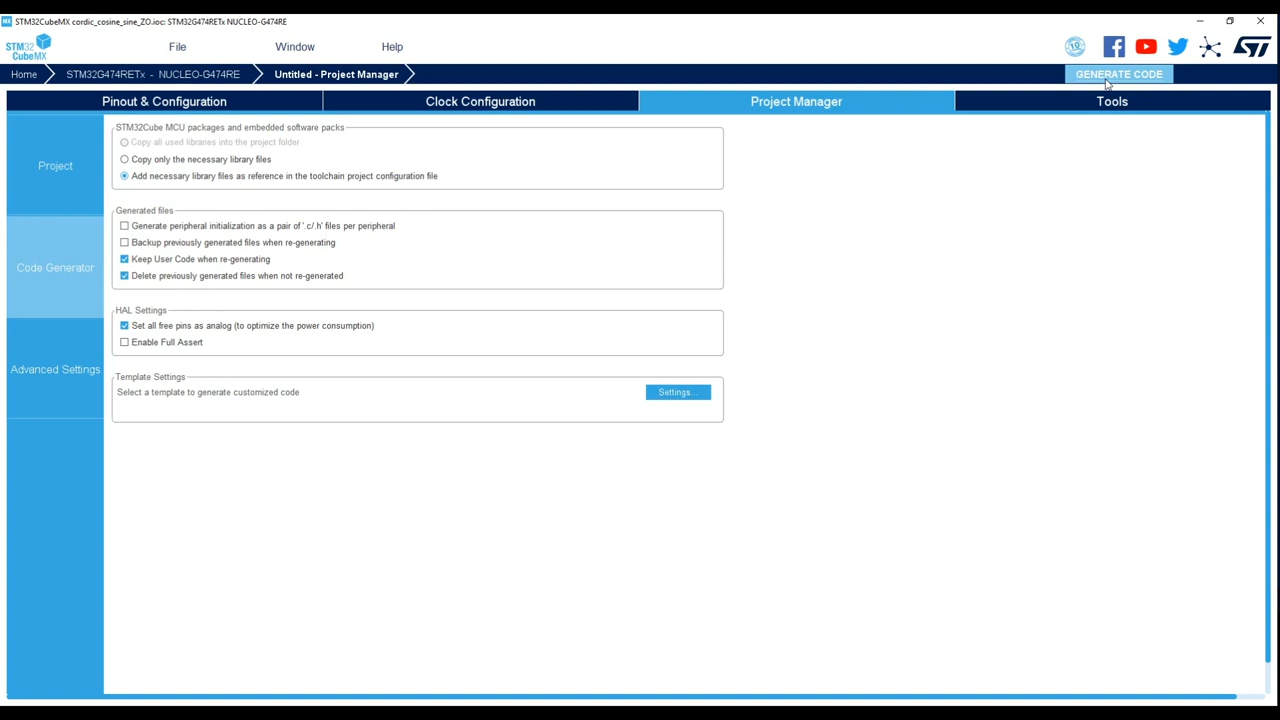 MX STM32CubeMX cordic_cosine_sine_ZO.ioc: STM32G474RETx NUCLEO-G474RE
STM32
CubeMX
File
Window
Help
10
Home
STM32G474RETx - NUCLEO-G474RE
Untitled - Project Manager
GENERATE CODE
Pinout & Configuration
Clock Configuration
Project Manager
Tools
Project
Code Generator
Advanced Settings
STM32Cube MCU packages and embedded software packs
Copy all used libraries into the project folder
Copy only the necessary library files
Add necessary library files as reference in the toolchain project configuration file
Generated files
Generate peripheral initialization as a pair of '.c/.h' files per peripheral
Backup previously generated files when re-generating
Keep User Code when re-generating
Delete previously generated files when not re-generated
HAL Settings
Set all free pins as analog (to optimize the power consumption)
Enable Full Assert
Template Settings
Select a template to generate customized code
Settings...